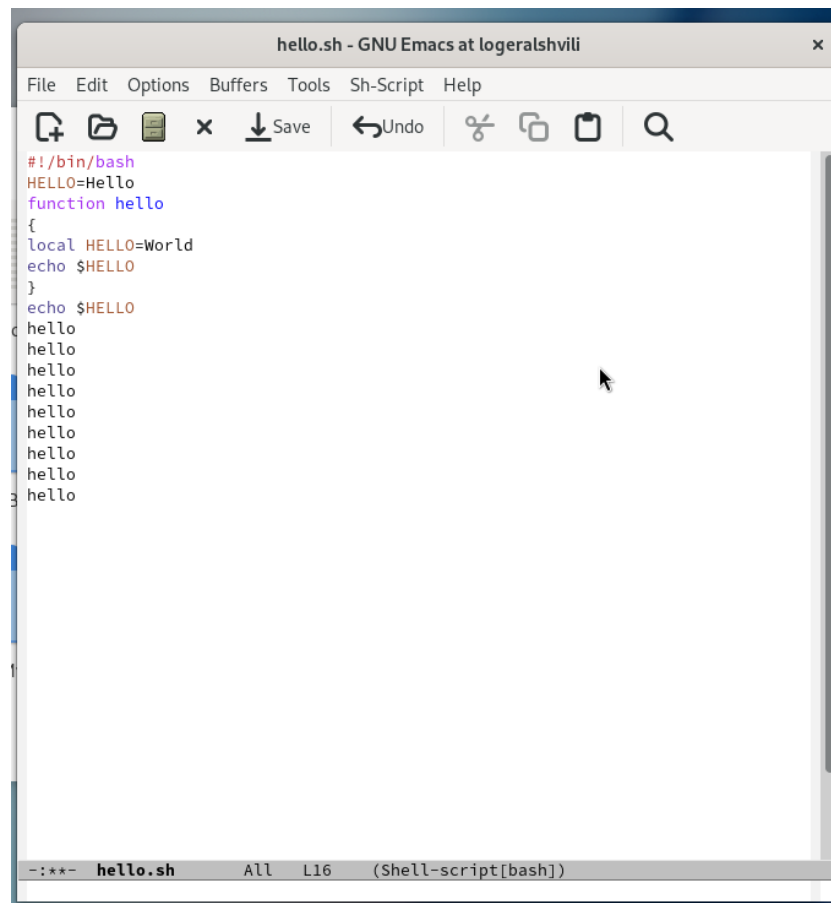 hello.sh - GNU Emacs at logeralshvili
File Edit Options Buffers Tools Sh-Script Help
Save Undo
#!/bin/bash
HELLO=Hello
function hello
{
local HELLO=World
echo $HELLO
}
echo $HELLO
hello
hello
hello
hello
hello
hello
hello
hello
hello
-:**- hello.sh All L16 (Shell-script[bash])